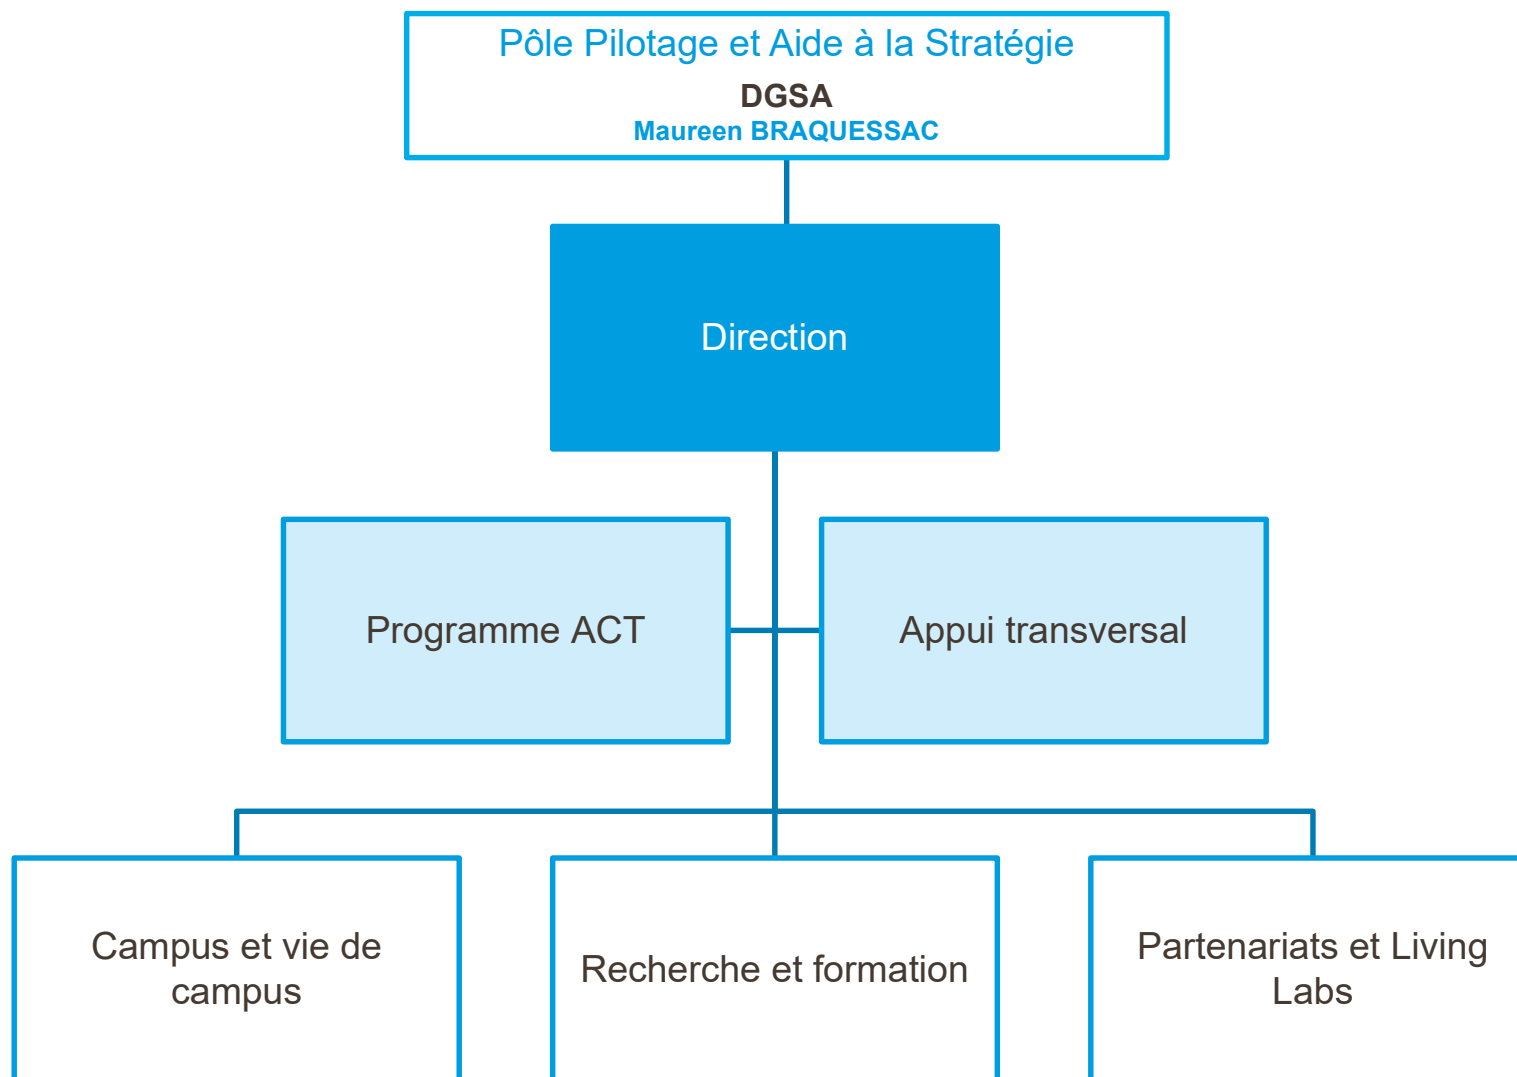 Pôle Pilotage et Aide à la Stratégie
DGSA
Maureen BRAQUESSAC
Direction
Programme ACT
Appui transversal
Campus et vie de
campus
Recherche et formation
Partenariats et Living
Labs